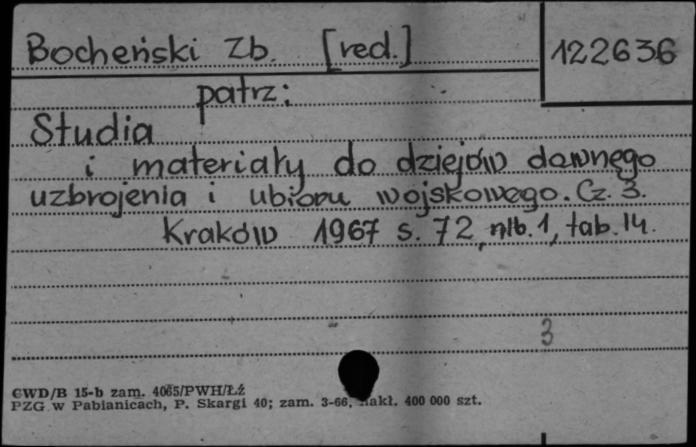 Bocheński Zb. [red.] 122636
patrz:
Studia
i materiały do dziejów dawnego
uzbrojenia i ubioru wojskowego. Cz. 3.
Kraków 1967 s. 72, nlb. 1, tab. 14.
3
CWD/B 15-b zam. 4065/PWH/Łź
PZG w Pabianicach, P. Skargi 40; zam. 3-66, nakł. 400 000 szt.